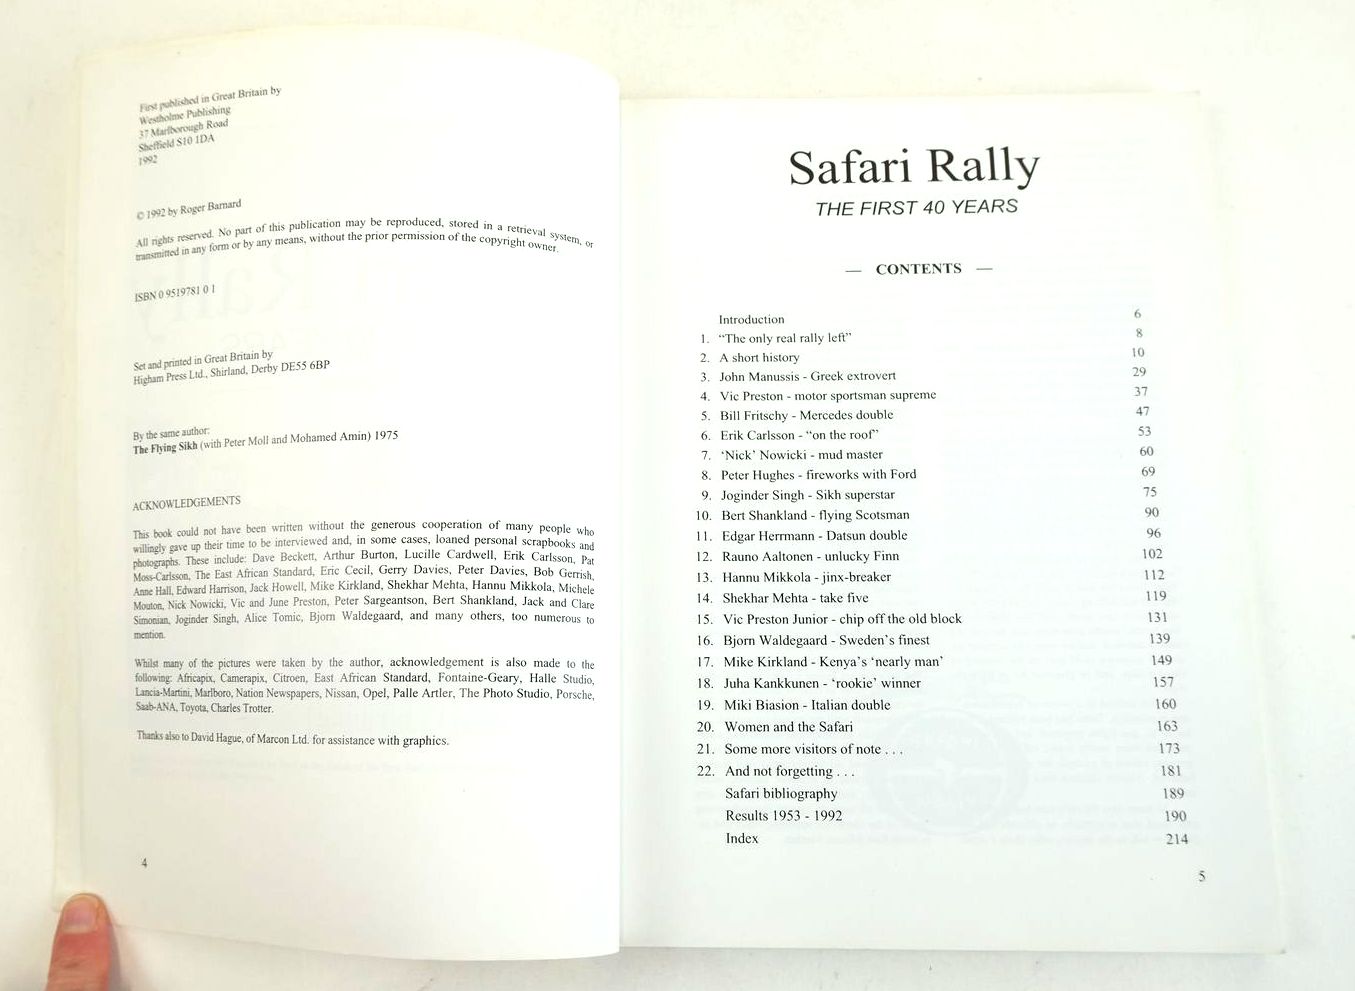 First published in Great Britain by
Westholme Publishing
37 Marlborough Road
Sheffield S10 1DA
1992
© 1992 by Roger Barnard
All rights reserved. No part of this publication may be reproduced, stored in a retrieval system, or
transmitted in any form or by any means, without the prior permission of the copyright owner.
ISBN 0 9519781 0 1
Set and printed in Great Britain by
Higham Press Ltd., Shirland, Derby DE55 6BP
By the same author:
The Flying Sikh (with Peter Moll and Mohamed Amin) 1975
ACKNOWLEDGEMENTS
This book could not have been written without the generous cooperation of many people who
willingly gave up their time to be interviewed and, in some cases, loaned personal scrapbooks and
photographs. These include: Dave Beckett, Arthur Burton, Lucille Cardwell, Erik Carlsson, Pat
Moss-Carlsson, The East African Standard, Eric Cecil, Gerry Davies, Peter Davies, Bob Gerrish,
Anne Hall, Edward Harrison, Jack Howell, Mike Kirkland, Shekhar Mehta, Hannu Mikkola, Michele
Mouton, Nick Nowicki, Vic and June Preston, Peter Sargeantson, Bert Shankland, Jack and Clare
Simonian, Joginder Singh, Alice Tomic, Bjorn Waldegaard, and many others, too numerous to
mention.
Whilst many of the pictures were taken by the author, acknowledgement is also made to the
following: Africapix, Camerapix, Citroen, East African Standard, Fontaine-Geary, Halle Studio,
Lancia-Martini, Marlboro, Nation Newspapers, Nissan, Opel, Palle Artler, The Photo Studio, Porsche,
Saab-ANA, Toyota, Charles Trotter.
Thanks also to David Hague, of Marcon Ltd. for assistance with graphics.
4
Safari Rally
THE FIRST 40 YEARS
— CONTENTS —
Introduction 6
1. “The only real rally left” 8
2. A short history 10
3. John Manussis - Greek extrovert 29
4. Vic Preston - motor sportsman supreme 37
5. Bill Fritschy - Mercedes double 47
6. Erik Carlsson - “on the roof” 53
7. ‘Nick’ Nowicki - mud master 60
8. Peter Hughes - fireworks with Ford 69
9. Joginder Singh - Sikh superstar 75
10. Bert Shankland - flying Scotsman 90
11. Edgar Herrmann - Datsun double 96
12. Rauno Aaltonen - unlucky Finn 102
13. Hannu Mikkola - jinx-breaker 112
14. Shekhar Mehta - take five 119
15. Vic Preston Junior - chip off the old block 131
16. Bjorn Waldegaard - Sweden’s finest 139
17. Mike Kirkland - Kenya’s ‘nearly man’ 149
18. Juha Kankkunen - ‘rookie’ winner 157
19. Miki Biasion - Italian double 160
20. Women and the Safari 163
21. Some more visitors of note . . . 173
22. And not forgetting . . . 181
Safari bibliography 189
Results 1953 - 1992 190
Index 214
5